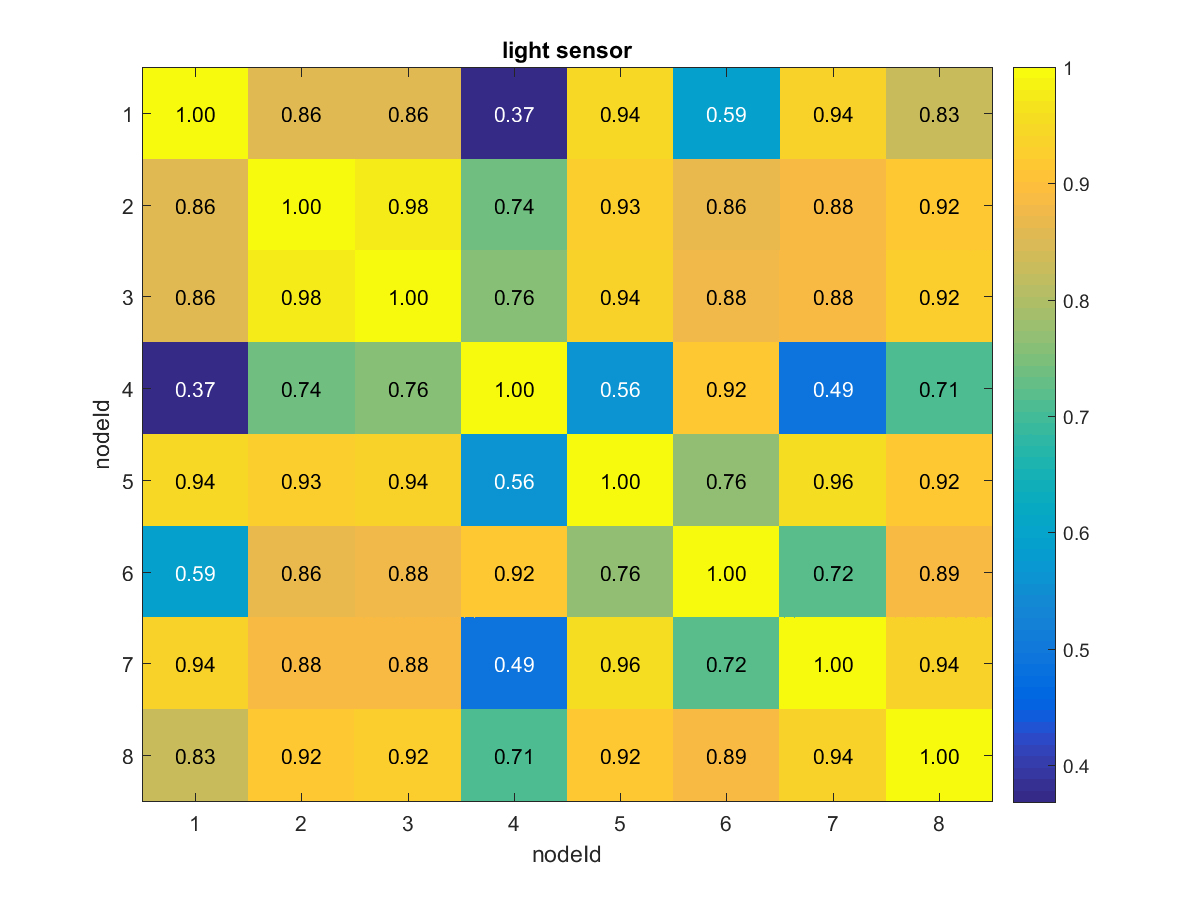 light sensor
1 1.00 0.86 0.86 0.37 0.94 0.59 0.94 0.83
2 0.86 1.00 0.98 0.74 0.93 0.86 0.88 0.92
3 0.86 0.98 1.00 0.76 0.94 0.88 0.88 0.92
4 0.37 0.74 0.76 1.00 0.56 0.92 0.49 0.71
5 0.94 0.93 0.94 0.56 1.00 0.76 0.96 0.92
6 0.59 0.86 0.88 0.92 0.76 1.00 0.72 0.89
7 0.94 0.88 0.88 0.49 0.96 0.72 1.00 0.94
8 0.83 0.92 0.92 0.71 0.92 0.89 0.94 1.00
1 2 3 4 5 6 7 8
nodeId
nodeId
1
0.9
0.8
0.7
0.6
0.5
0.4